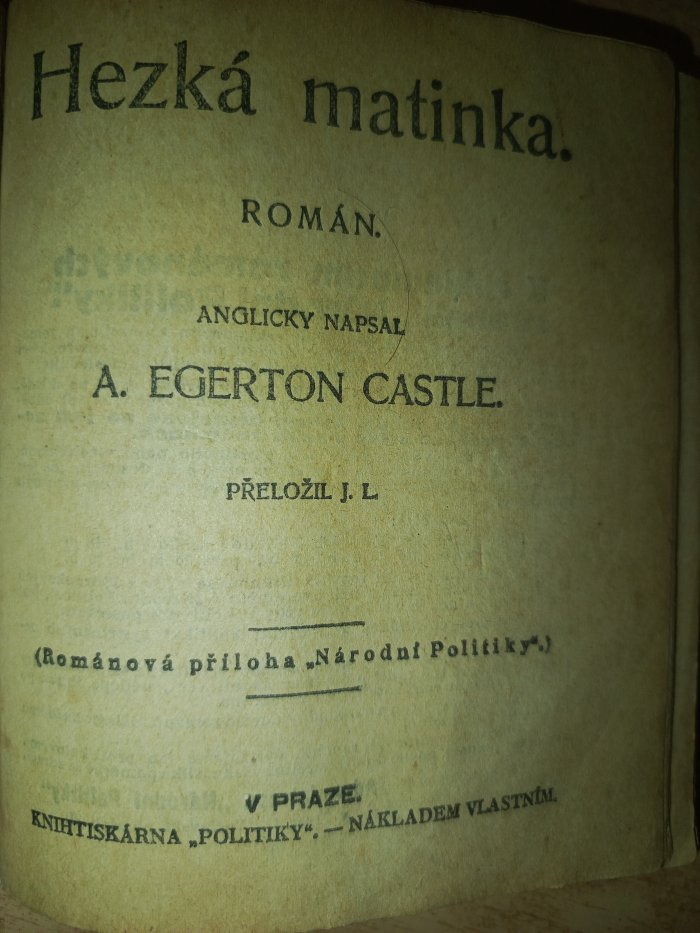 Hezká matinka.
ROMÁN.
ANGLICKY NAPSAL
A. EGERTON CASTLE.
PŘELOŽIL J. L.
(Románová příloha „Národní Politiky“.)
V PRAZE.
KNIHTISKÁRNA „POLITIKY“. — NÁKLADEM VLASTNÍM.